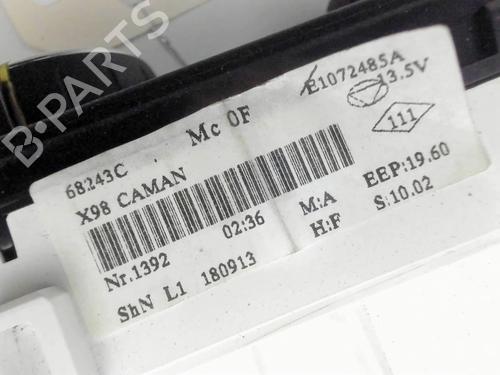 B-PARTS
E1072485A
13.5V
Mc 0F
111
68243C
X98 CAMAN
EEP:19.60
Nr.1392 02:36 M:A S:10.02
ShN L1 180913 H:F